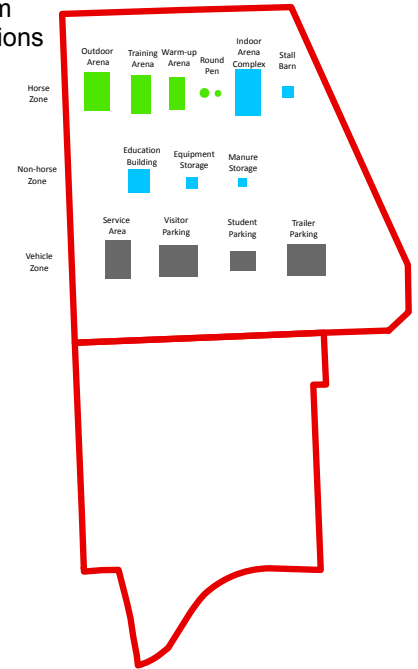 ions
Outdoor Arena
Training Arena
Warm-up Arena
Round Pen
Indoor Arena Complex
Stall Barn
Horse Zone
Education Building
Equipment Storage
Manure Storage
Non-horse Zone
Service Area
Visitor Parking
Student Parking
Trailer Parking
Vehicle Zone